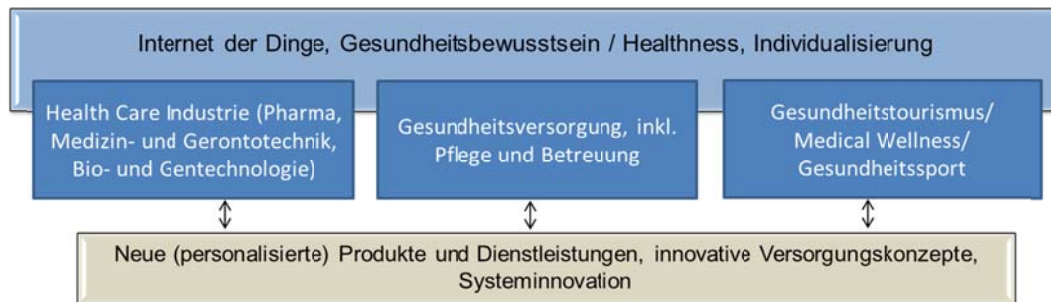 Internet der Dinge, Gesundheitsbewusstsein / Healthness, Individualisierung
Health Care Industrie (Pharma,
Medizin- und Gerontotechnik,
Bio- und Gentechnologie)
Gesundheitsversorgung, inkl.
Pflege und Betreuung
Gesundheitstourismus/
Medical Wellness/
Gesundheitssport
Neue (personalisierte) Produkte und Dienstleistungen, innovative Versorgungskonzepte,
Systeminnovation